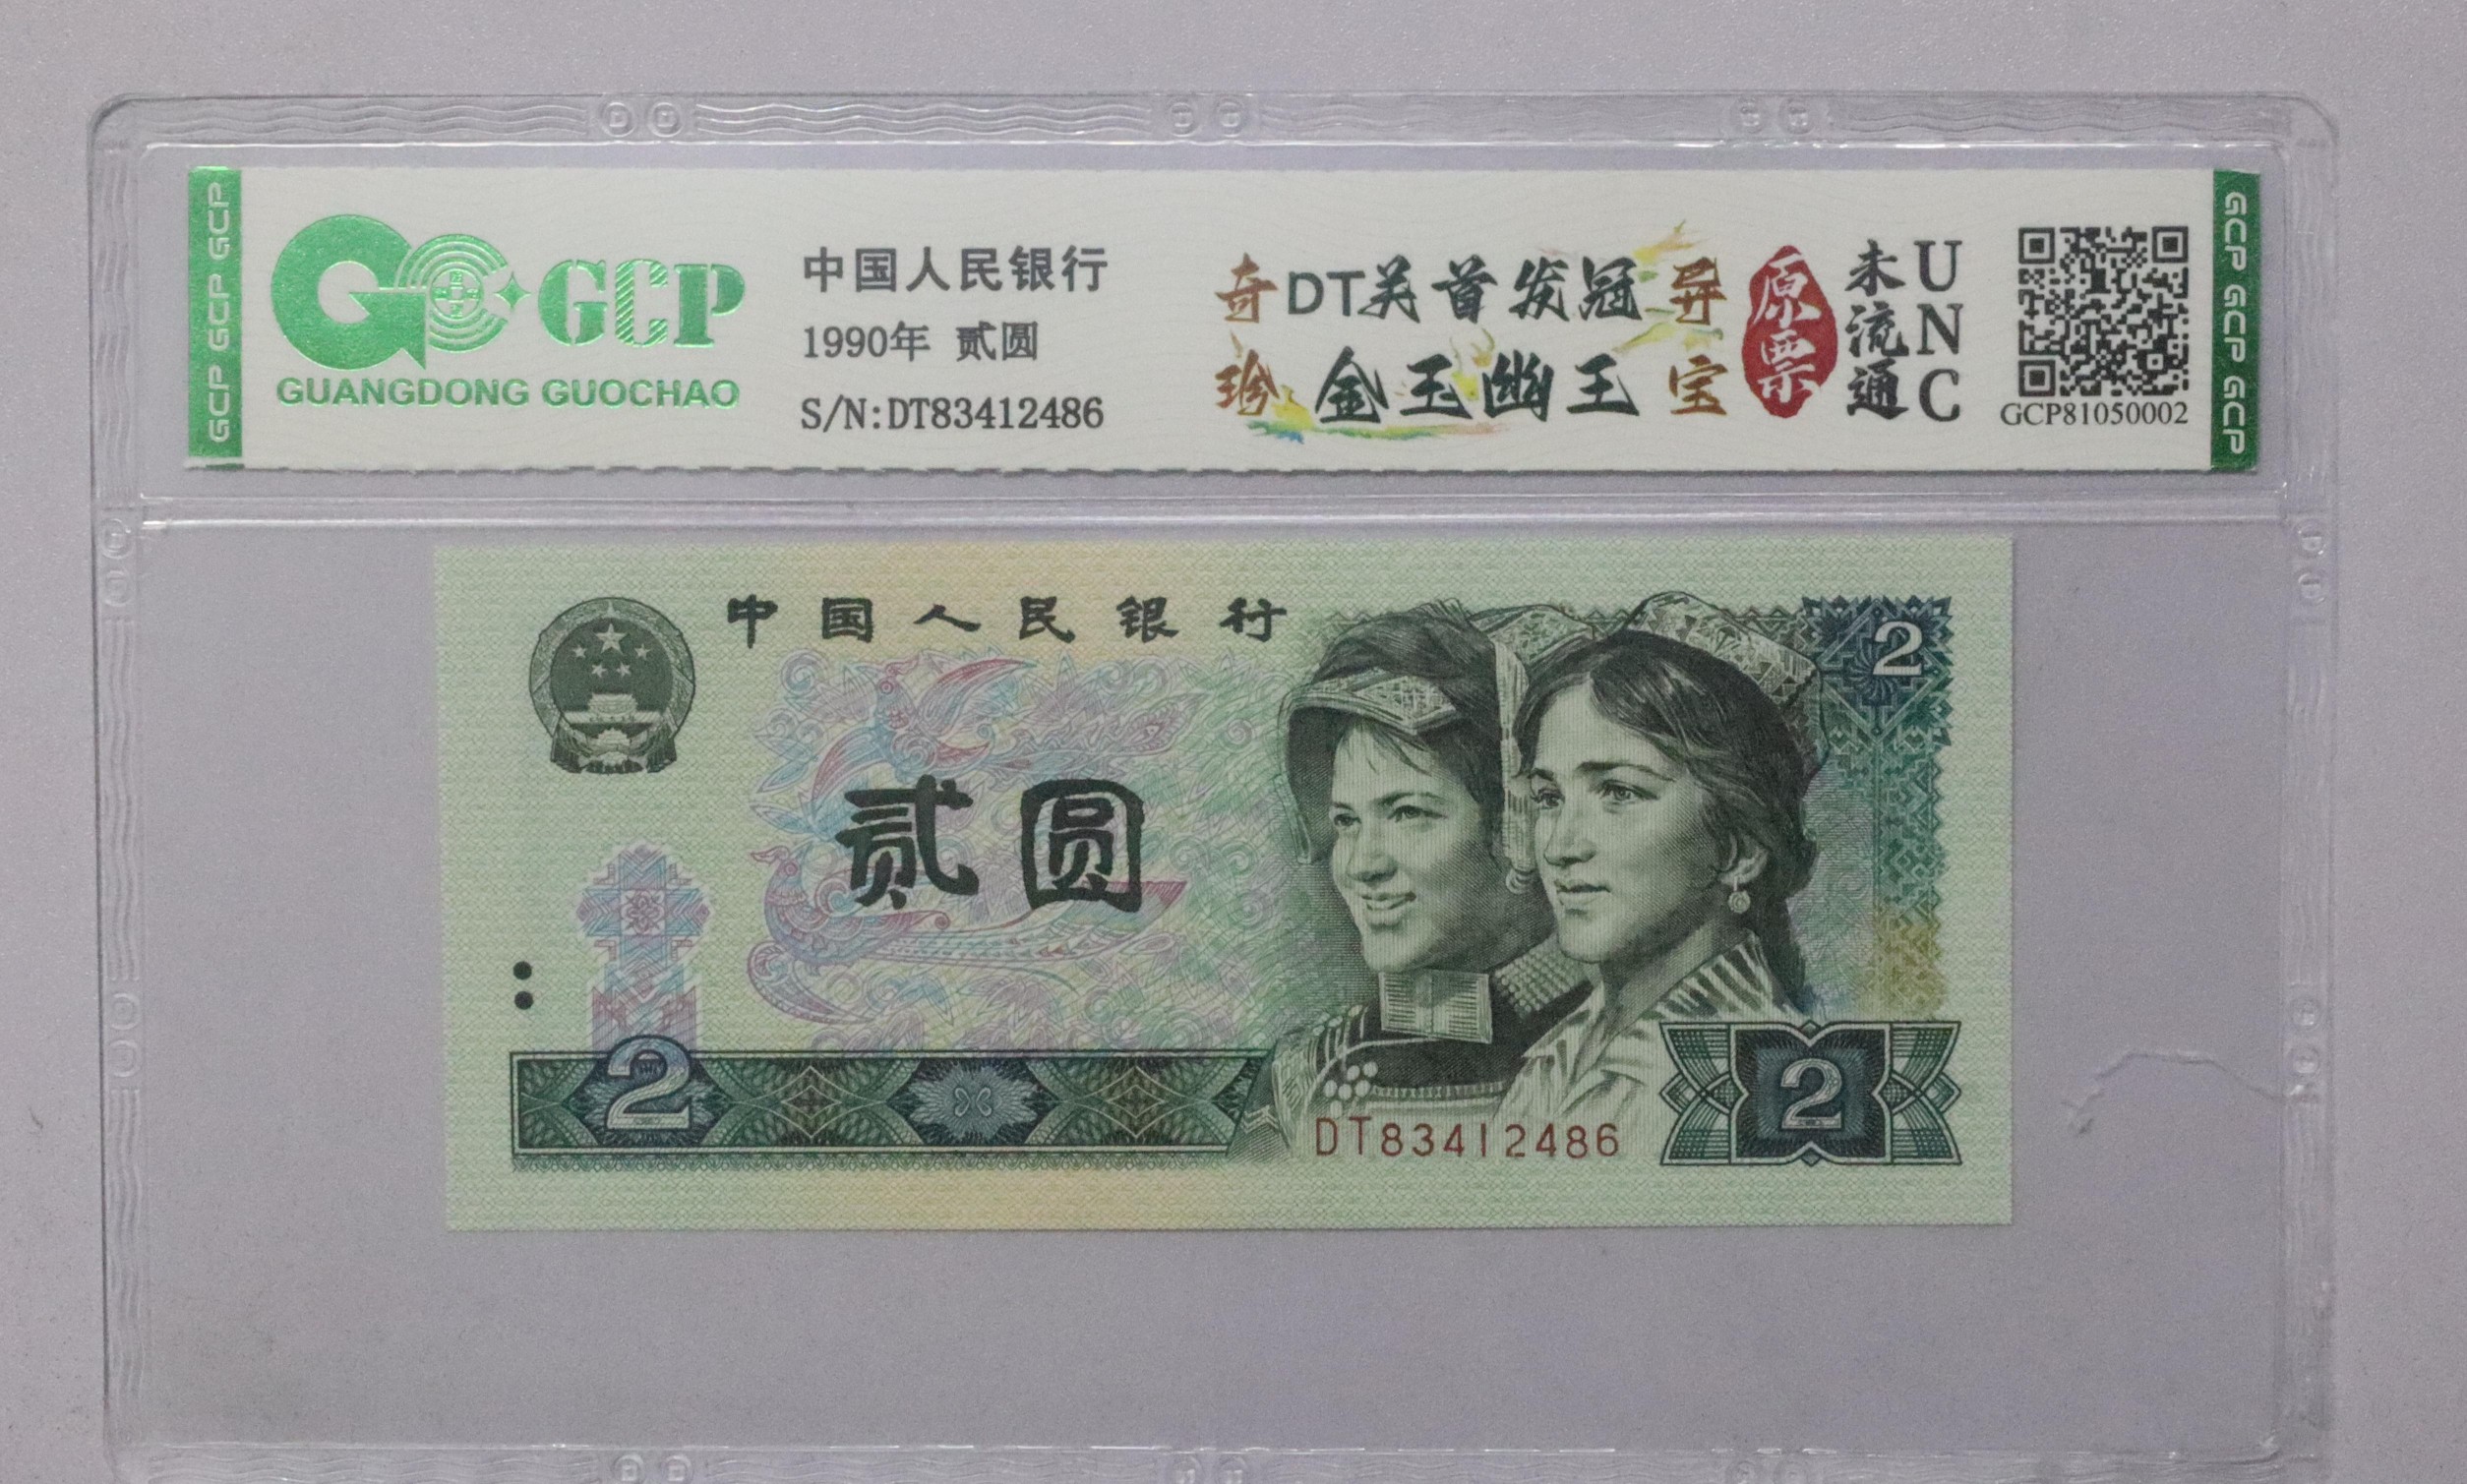 GCP GCP GCP
GCP
GUANGDONG GUOCHAO
中国人民银行
1990年 贰圆
S/N:DT83412486
奇DT关首发冠异
珍金玉幽王宝
原票
未流通
UNC
GCP81050002
GCP GCP GCP
中国人民银行
2
贰圆
2
DT83412486
2